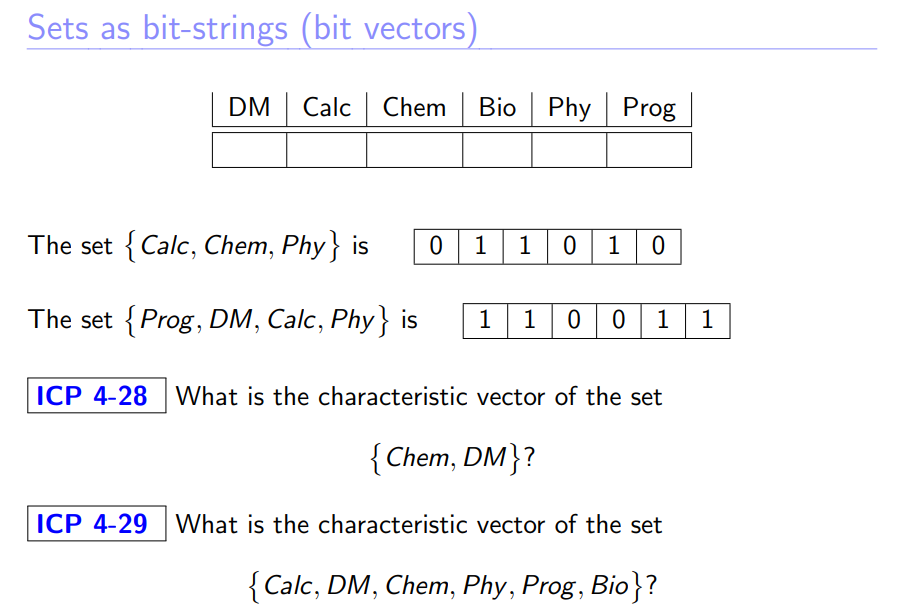 Sets as bit-strings (bit vectors)
DM Calc Chem Bio Phy Prog
The set {Calc, Chem, Phy} is 0 1 1 0 1 0
The set {Prog, DM, Calc, Phy} is 1 1 0 0 1 1
ICP 4-28 What is the characteristic vector of the set
{Chem, DM}?
ICP 4-29 What is the characteristic vector of the set
{Calc, DM, Chem, Phy, Prog, Bio}?